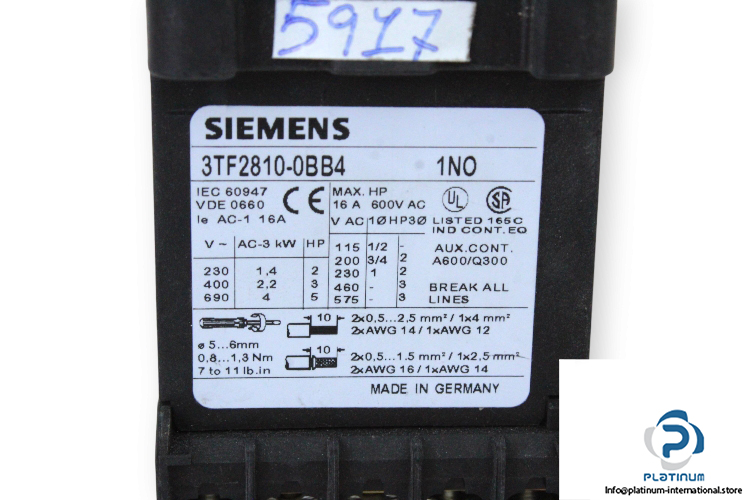 5917
SIEMENS
3TF2810-0BB4 1NO
IEC 60947
VDE 0660
Ie AC-1 16A
CE
MAX. HP
16 A 600V AC
V AC 1Ø HP 3Ø
115 1/2 -
200 3/4 2
230 1 2
460 - 3
575 - 3
UL SA
LISTED 165C
IND CONT. EQ
AUX. CONT.
A600/Q300
BREAK ALL
LINES
V ~ AC-3 kW HP
230 1,4 2
400 2,2 3
690 4 5
ø 5...6mm
0,8...1,3 Nm
7 to 11 lb.in
10 2x0,5...2,5 mm² / 1x4 mm²
2xAWG 14 / 1xAWG 12
10 2x0,5...1.5 mm² / 1x2,5 mm²
2xAWG 16 / 1xAWG 14
MADE IN GERMANY
PLATINUM
INTERNATIONAL
Info@platinum-international.store